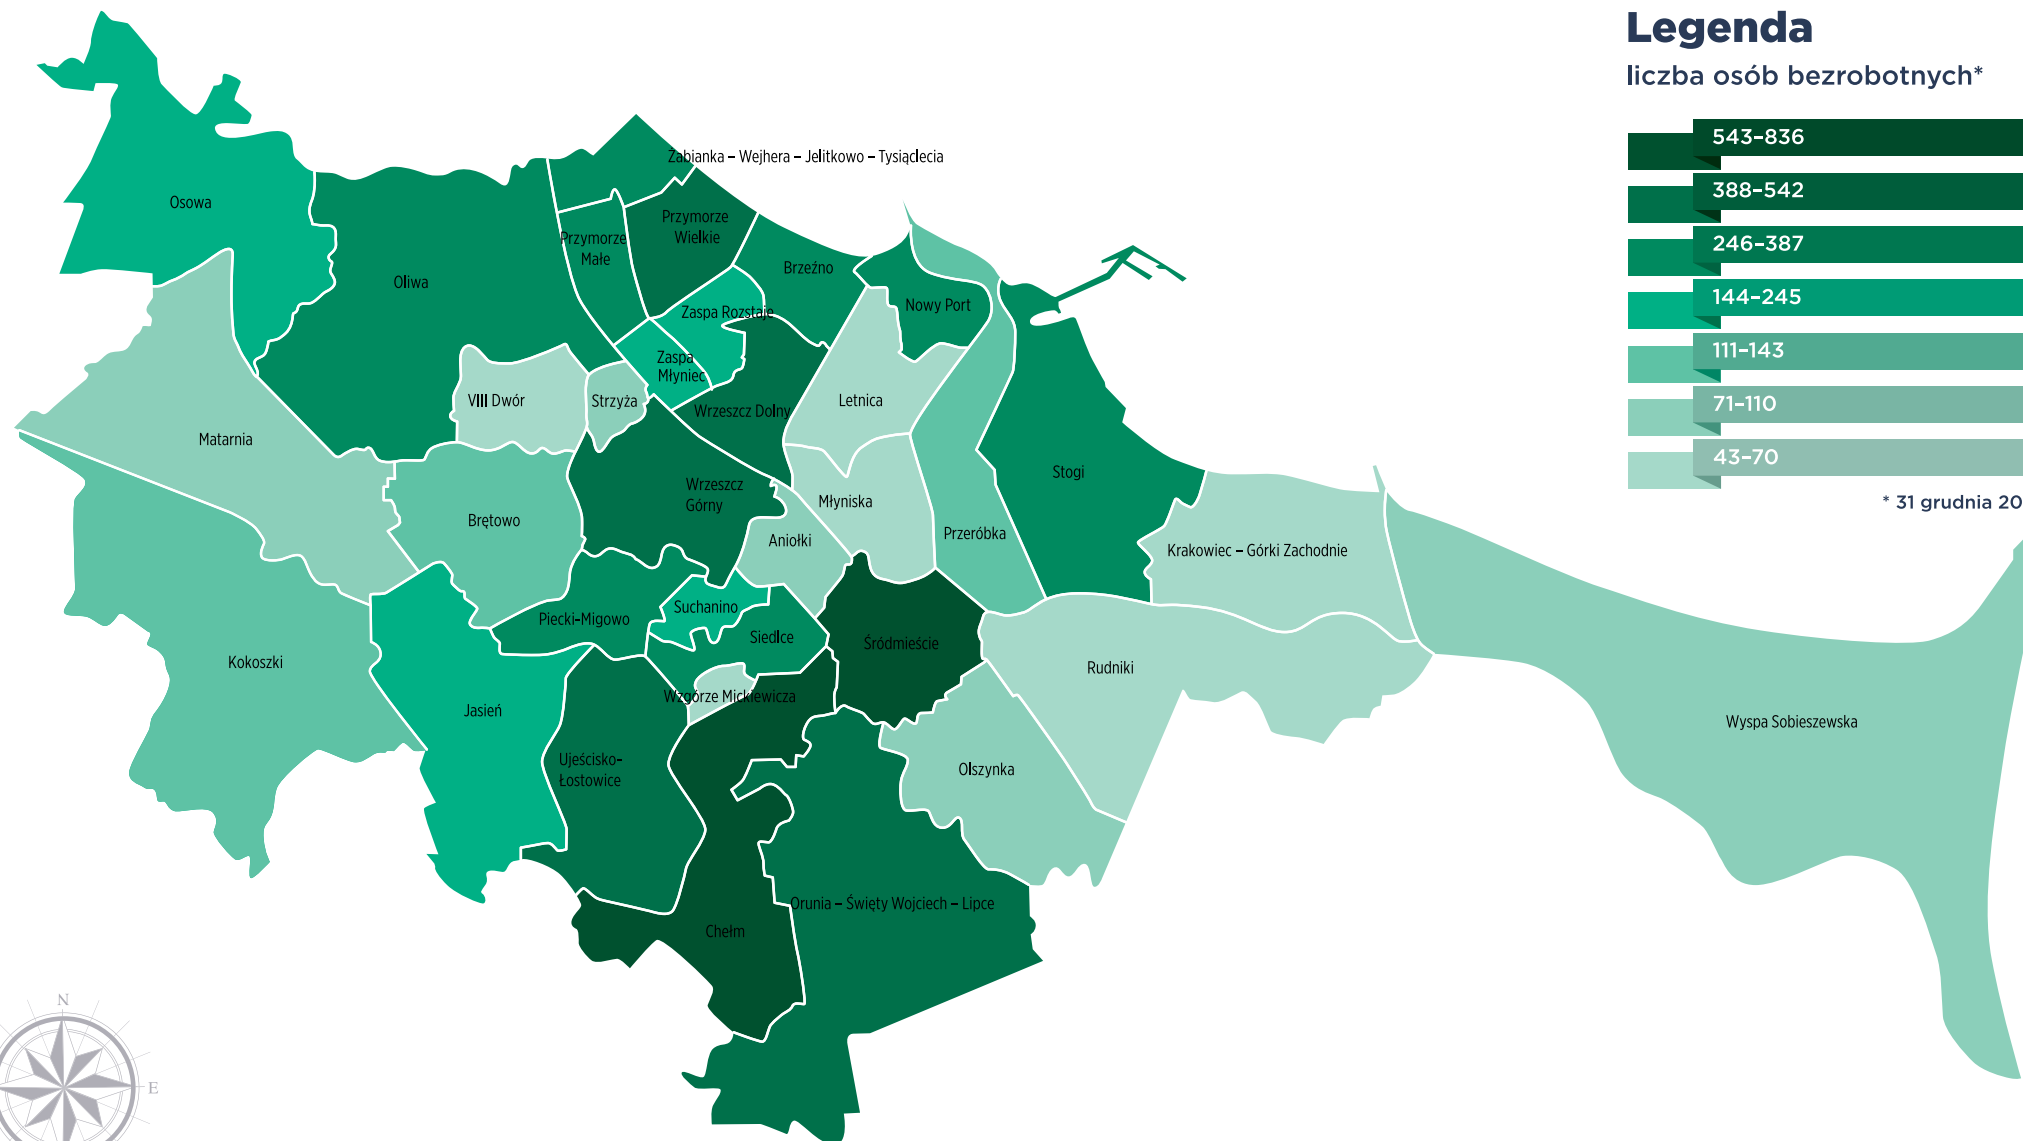 Legenda
liczba osób bezrobotnych*
543–836
388–542
246–387
144–245
111–143
71–110
43–70
* 31 grudnia 20
Żabianka – Wejhera – Jelitkowo – Tysiąclecia
Osowa
Oliwa
Przymorze
Małe
Przymorze
Wielkie
Brzeźno
Nowy Port
Zaspa Rozstaje
Zaspa
Młyniec
VIII Dwór
Strzyża
Wrzeszcz Dolny
Letnica
Matarnia
Stogi
Wrzeszcz
Górny
Młyniska
Brętowo
Aniołki
Przeróbka
Krakowiec – Górki Zachodnie
Suchanino
Piecki-Migowo
Siedlce
Śródmieście
Kokoszki
Rudniki
Wzgórze Mickiewicza
Jasień
Wyspa Sobieszewska
Ujeścisko-
Łostowice
Olszynka
Orunia – Święty Wojciech – Lipce
Chełm
N
E